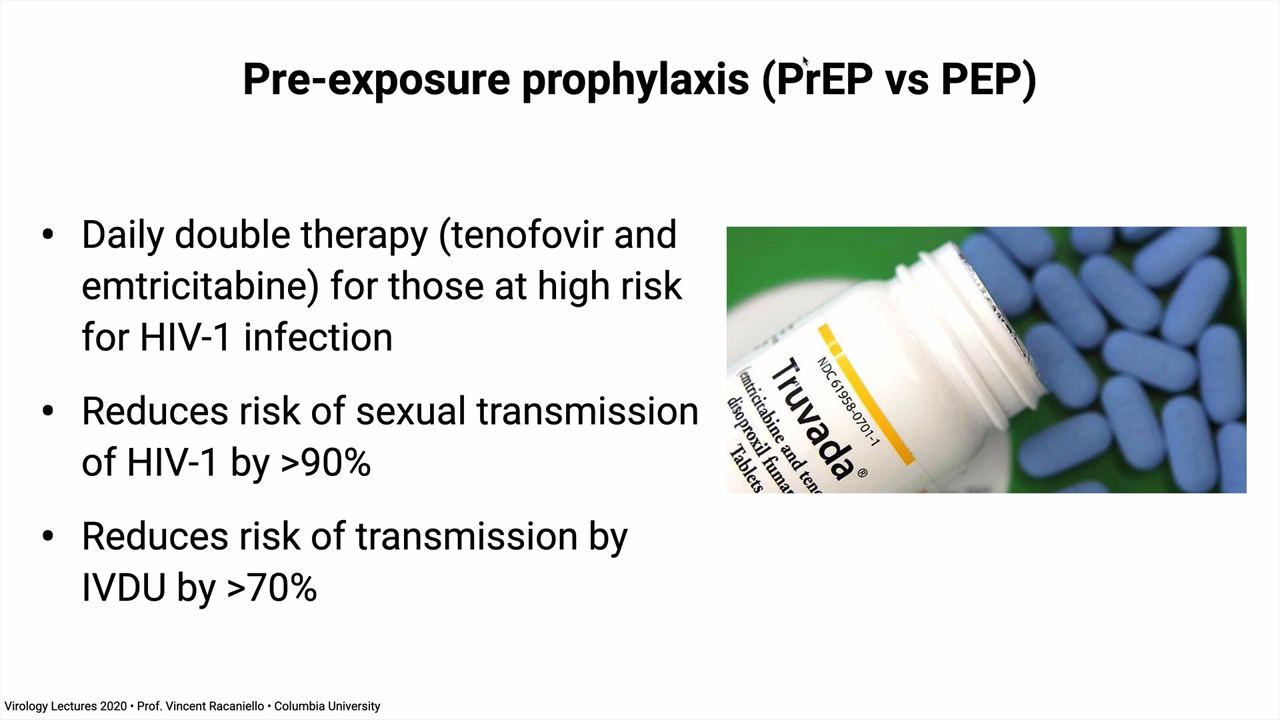 Pre-exposure prophylaxis (PrEP vs PEP)
• Daily double therapy (tenofovir and
emtricitabine) for those at high risk
for HIV-1 infection
• Reduces risk of sexual transmission
of HIV-1 by >90%
• Reduces risk of transmission by
IVDU by >70%
NDC 61958-0701-1
Truvada®
(emtricitabine and teno
disoproxil fumar
Tablets
Virology Lectures 2020 • Prof. Vincent Racaniello • Columbia University